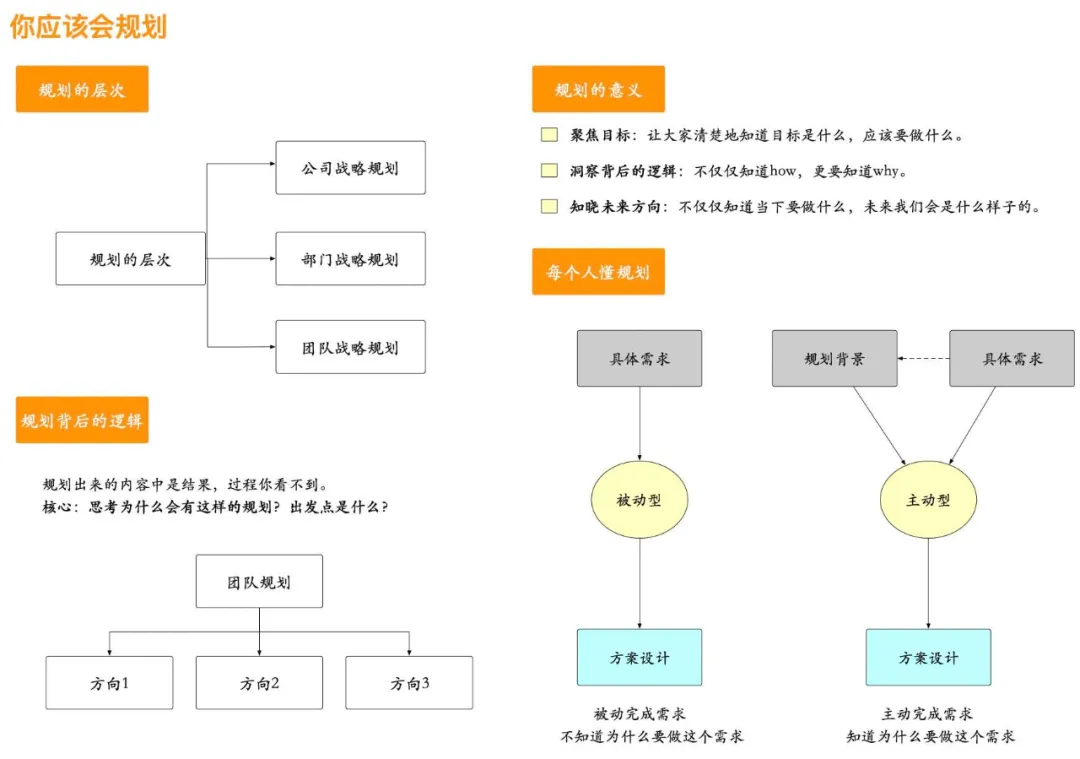 你应该会规划
规划的层次
公司战略规划
规划的层次
部门战略规划
团队战略规划
规划背后的逻辑
规划出来的内容中是结果，过程你看不到。
核心：思考为什么会有这样的规划？出发点是什么？
团队规划
方向1
方向2
方向3
规划的意义
聚焦目标：让大家清楚地知道目标是什么，应该要做什么。
洞察背后的逻辑：不仅仅知道how，更要知道why。
知晓未来方向：不仅仅知道当下要做什么，未来我们会是什么样子的。
每个人懂规划
具体需求
被动型
方案设计
被动完成需求
不知道为什么要做这个需求
规划背景
具体需求
主动型
方案设计
主动完成需求
知道为什么要做这个需求